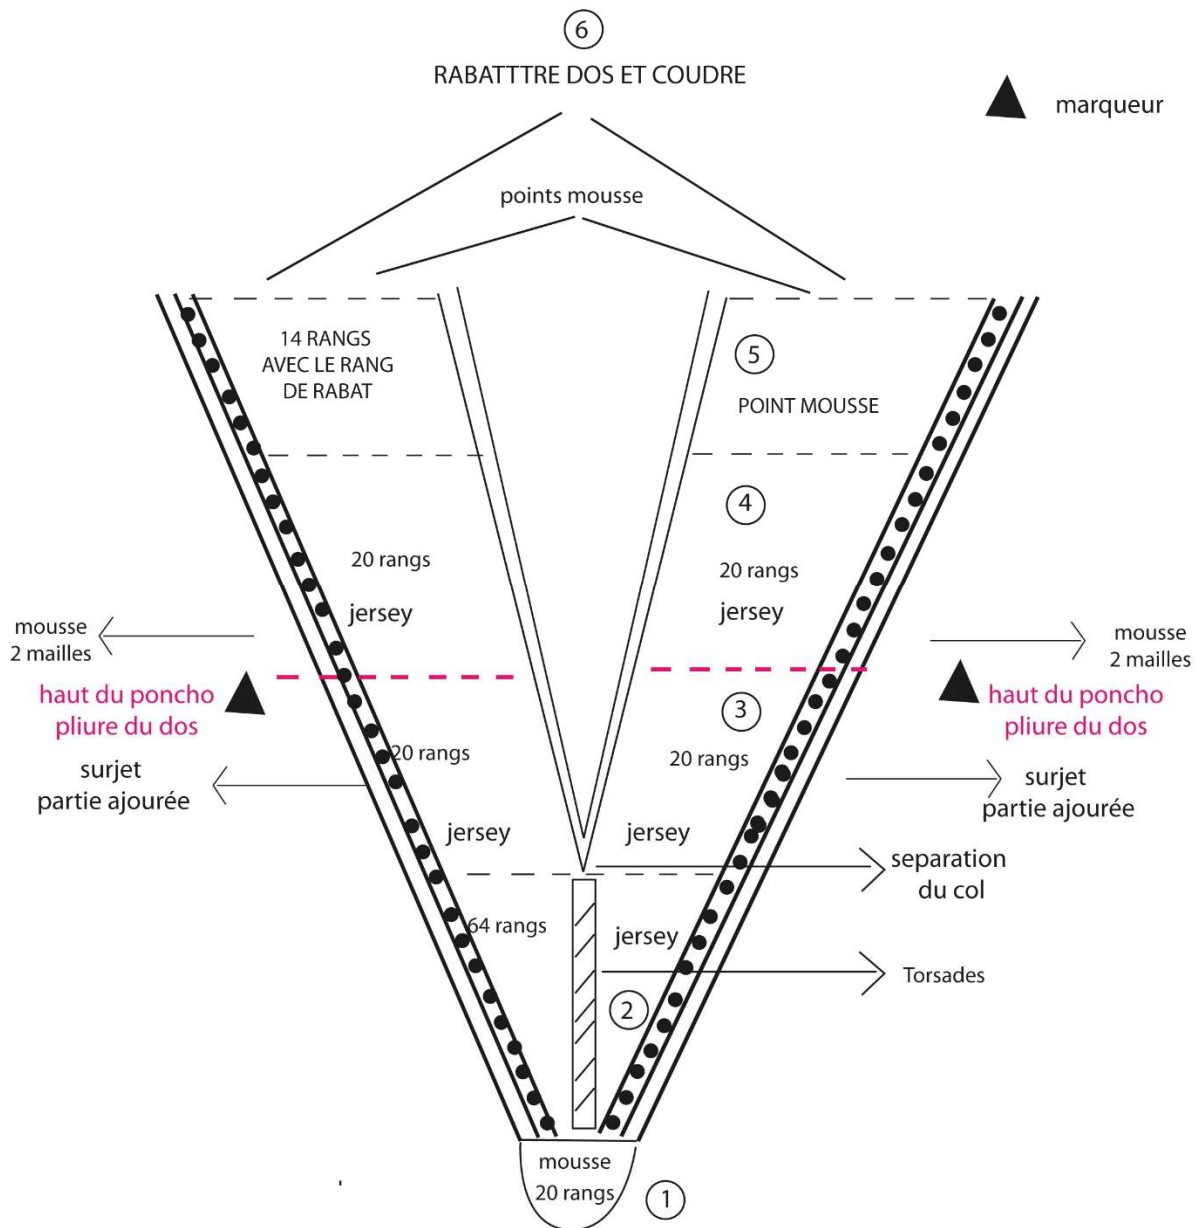 6
RABATTTRE DOS ET COUDRE
marqueur
points mousse
14 RANGS
AVEC LE RANG
DE RABAT
5
POINT MOUSSE
4
20 rangs
jersey
20 rangs
jersey
mousse
2 mailles
mousse
2 mailles
haut du poncho
pliure du dos
haut du poncho
pliure du dos
3
20 rangs
20 rangs
surjet
partie ajourée
surjet
partie ajourée
jersey
jersey
separation
du col
64 rangs
jersey
Torsades
2
mousse
20 rangs
1